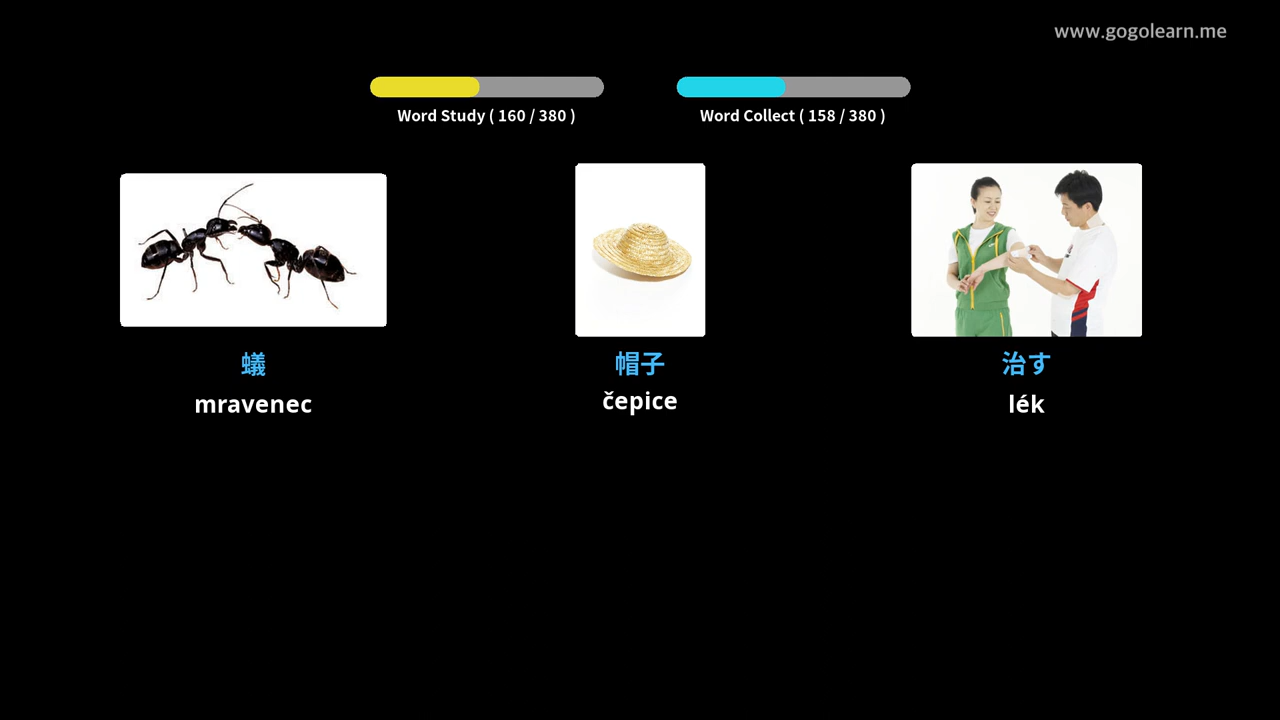 www.gogolearn.me
Word Study ( 160 / 380 )
Word Collect ( 158 / 380 )
蟻
帽子
治す
mravenec
čepice
lék